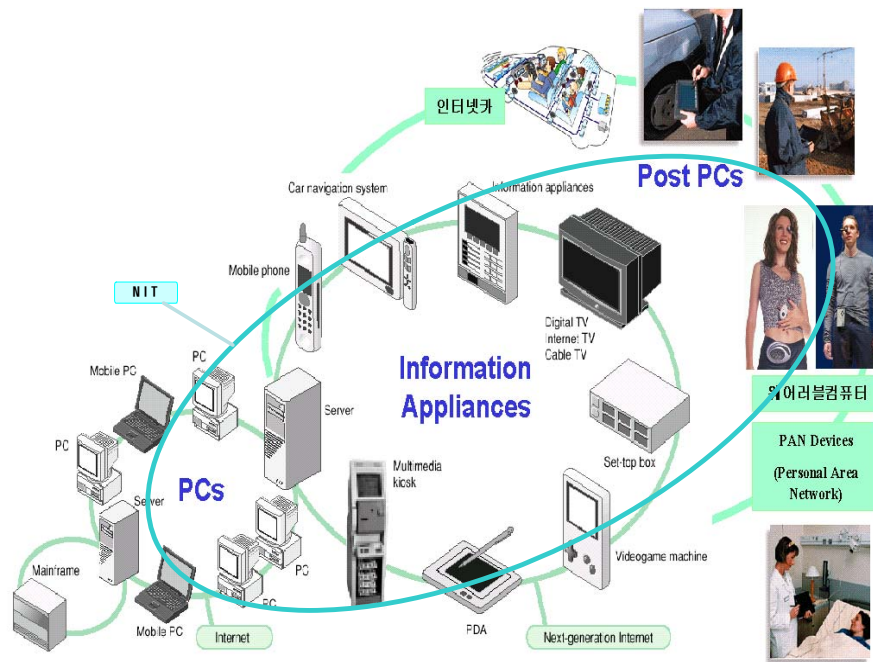 인터넷카
Post PCs
Car navigation system
Information appliances
Mobile phone
N I T
Digital TV
Internet TV
Cable TV
PC
Mobile PC
Information
Appliances
웨어러블컴퓨터
Server
PAN Devices
(Personal Area
Network)
PC
Multimedia
kiosk
Set-top box
PCs
Server
Videogame machine
Mainframe
PC
PC
Mobile PC
Internet
PDA
Next-generation Internet